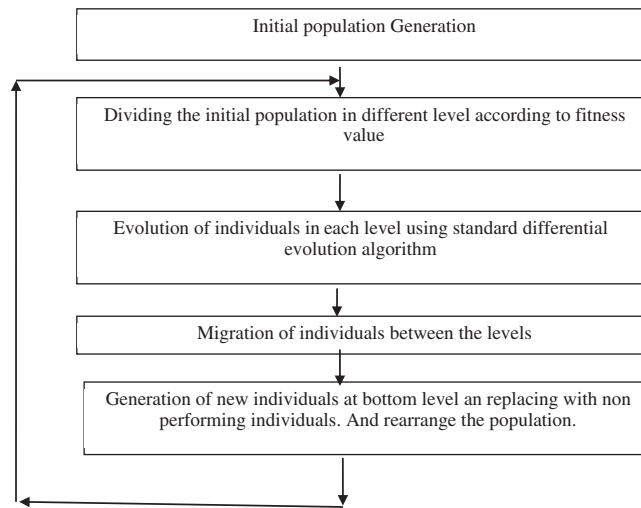 Initial population Generation
Dividing the initial population in different level according to fitness
value
Evolution of individuals in each level using standard differential
evolution algorithm
Migration of individuals between the levels
Generation of new individuals at bottom level an replacing with non
performing individuals. And rearrange the population.